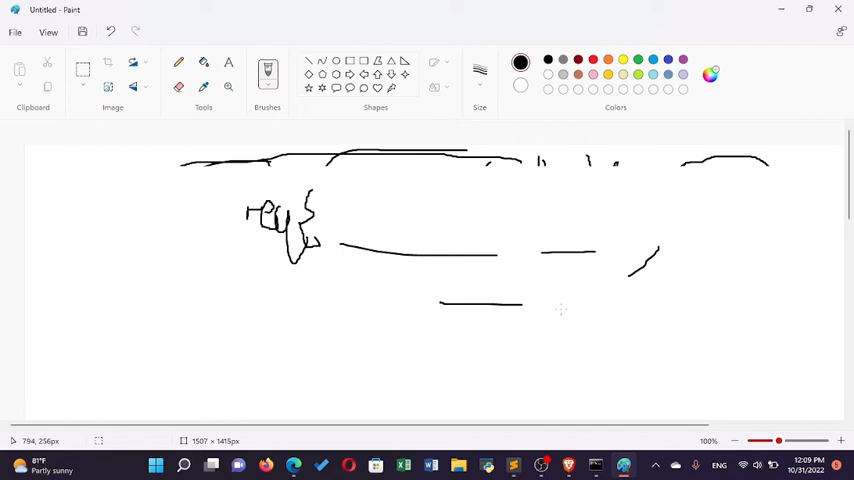 Untitled - Paint
File
View
Clipboard
Image
Tools
Brushes
Shapes
Size
Colors
794, 256px
1507 × 1415px
100%
81°F
Partly sunny
ENG
12:09 PM
10/31/2022
5